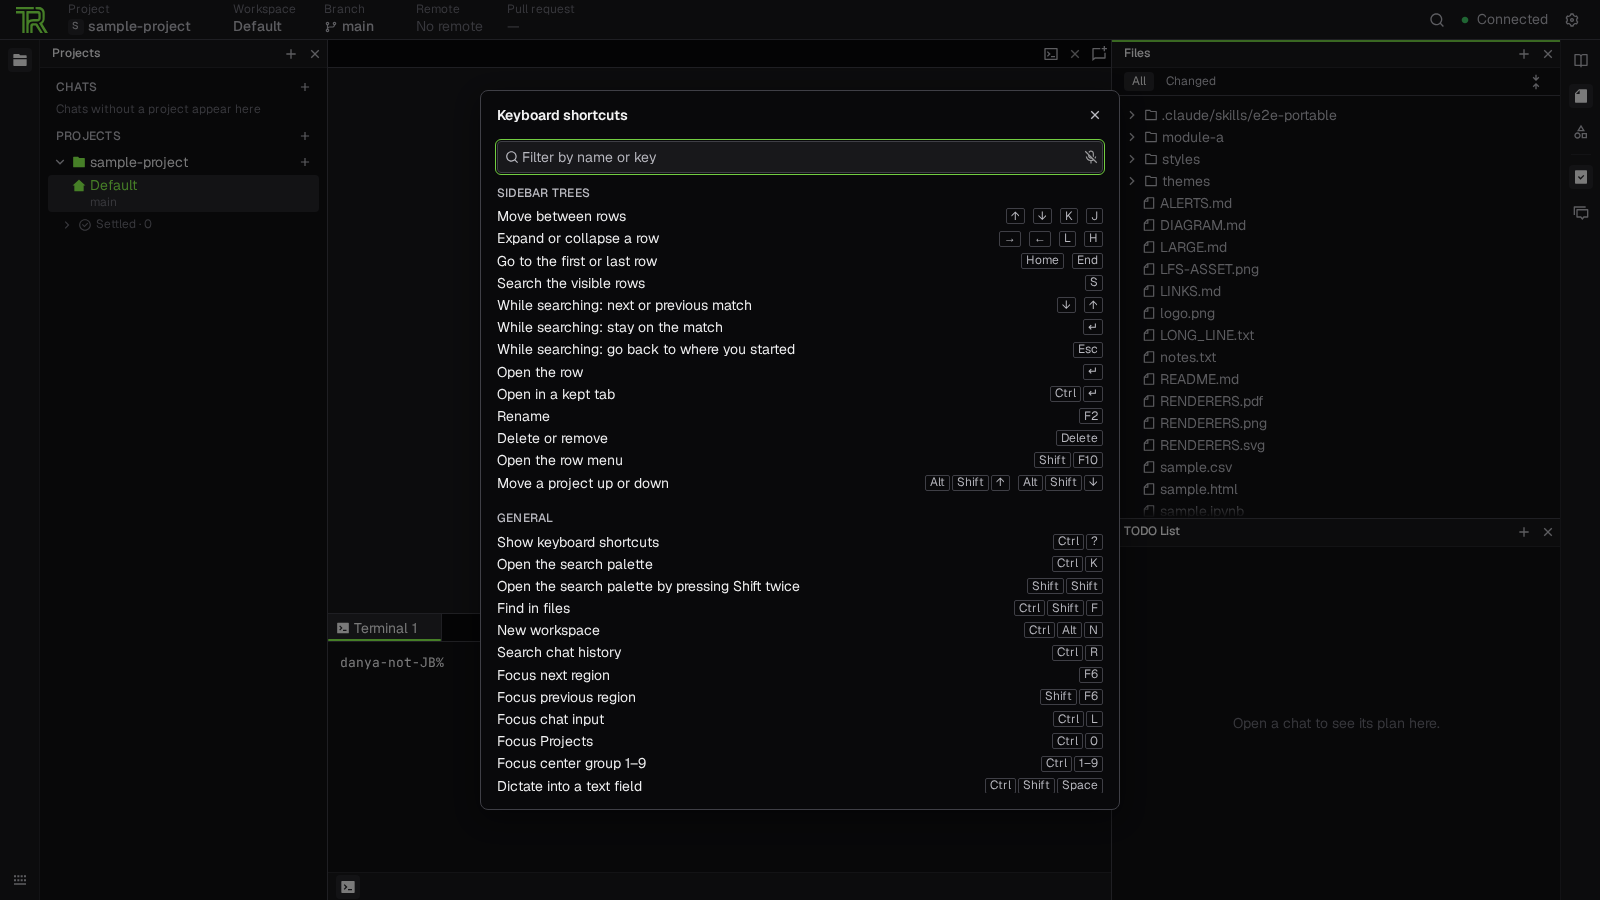 TR
Project
S sample-project
Workspace
Default
Branch
main
Remote
No remote
Pull request
—
Connected
Projects
CHATS
Chats without a project appear here
PROJECTS
sample-project
Default
main
Settled · 0
Terminal 1
danya-not-JB%
Keyboard shortcuts
Filter by name or key
SIDEBAR TREES
Move between rows ↑ ↓ K J
Expand or collapse a row → ← L H
Go to the first or last row Home End
Search the visible rows S
While searching: next or previous match ↓ ↑
While searching: stay on the match ↵
While searching: go back to where you started Esc
Open the row ↵
Open in a kept tab Ctrl ↵
Rename F2
Delete or remove Delete
Open the row menu Shift F10
Move a project up or down Alt Shift ↑ Alt Shift ↓
GENERAL
Show keyboard shortcuts Ctrl ?
Open the search palette Ctrl K
Open the search palette by pressing Shift twice Shift Shift
Find in files Ctrl Shift F
New workspace Ctrl Alt N
Search chat history Ctrl R
Focus next region F6
Focus previous region Shift F6
Focus chat input Ctrl L
Focus Projects Ctrl 0
Focus center group 1–9 Ctrl 1–9
Dictate into a text field Ctrl Shift Space
Files
All Changed
.claude/skills/e2e-portable
module-a
styles
themes
ALERTS.md
DIAGRAM.md
LARGE.md
LFS-ASSET.png
LINKS.md
logo.png
LONG_LINE.txt
notes.txt
README.md
RENDERERS.pdf
RENDERERS.png
RENDERERS.svg
sample.csv
sample.html
sample.ipynb
TODO List
Open a chat to see its plan here.